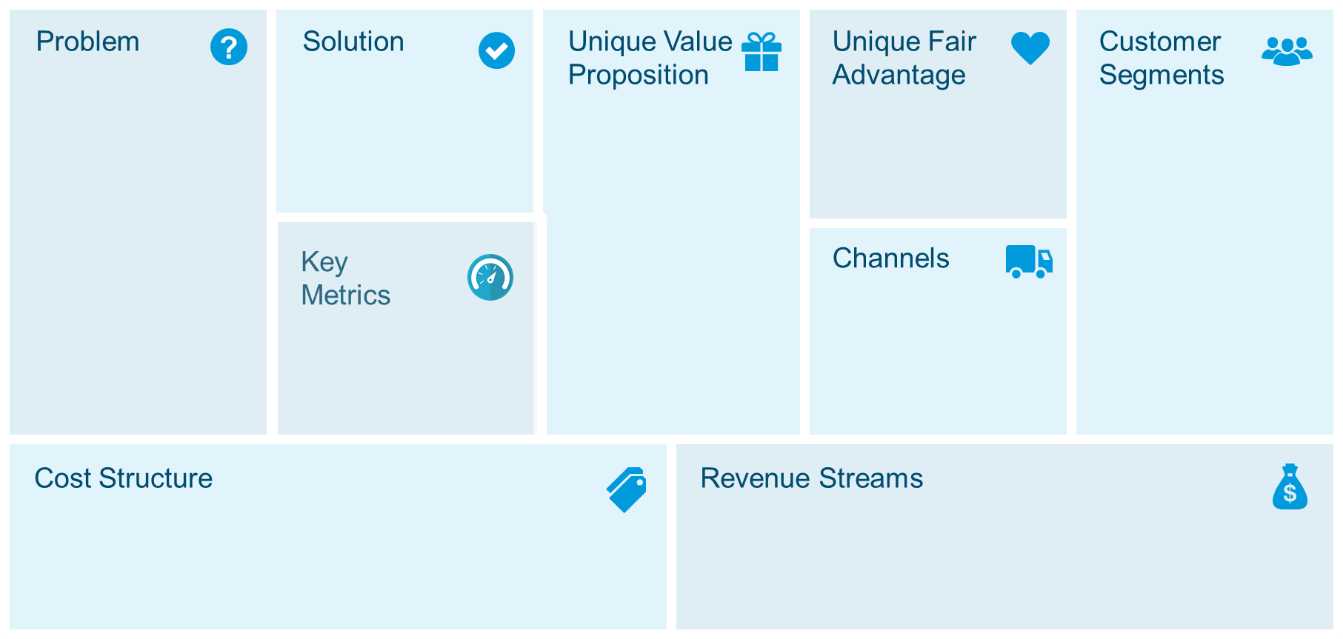 Problem
?
Solution
Unique Value
Proposition
Unique Fair
Advantage
Customer
Segments
Key
Metrics
Channels
Cost Structure
Revenue Streams
$